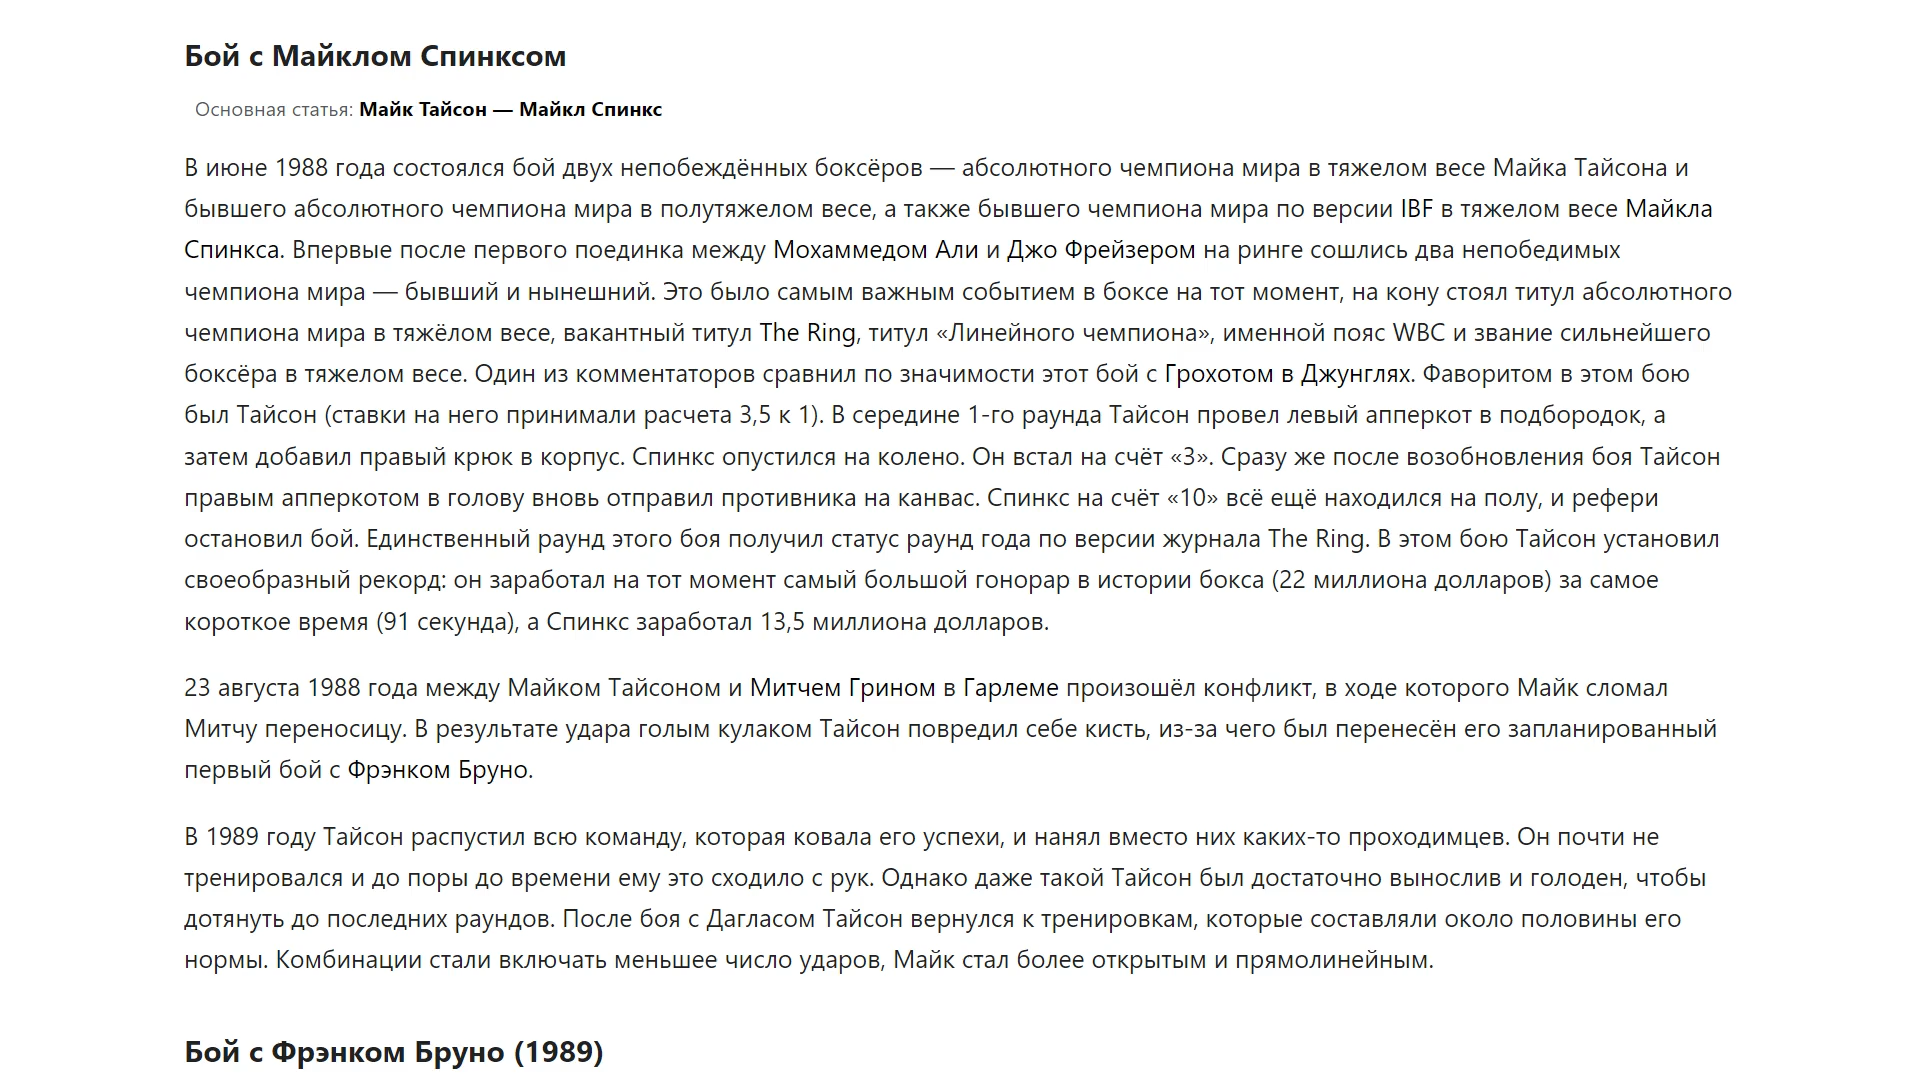 Бой с Майклом Спинксом
Основная статья: Майк Тайсон — Майкл Спинкс
В июне 1988 года состоялся бой двух непобеждённых боксёров — абсолютного чемпиона мира в тяжелом весе Майка Тайсона и
бывшего абсолютного чемпиона мира в полутяжелом весе, а также бывшего чемпиона мира по версии IBF в тяжелом весе Майкла
Спинкса. Впервые после первого поединка между Мохаммедом Али и Джо Фрейзером на ринге сошлись два непобедимых
чемпиона мира — бывший и нынешний. Это было самым важным событием в боксе на тот момент, на кону стоял титул абсолютного
чемпиона мира в тяжёлом весе, вакантный титул The Ring, титул «Линейного чемпиона», именной пояс WBC и звание сильнейшего
боксёра в тяжелом весе. Один из комментаторов сравнил по значимости этот бой с Грохотом в Джунглях. Фаворитом в этом бою
был Тайсон (ставки на него принимали расчета 3,5 к 1). В середине 1-го раунда Тайсон провел левый апперкот в подбородок, а
затем добавил правый крюк в корпус. Спинкс опустился на колено. Он встал на счёт «3». Сразу же после возобновления боя Тайсон
правым апперкотом в голову вновь отправил противника на канвас. Спинкс на счёт «10» всё ещё находился на полу, и рефери
остановил бой. Единственный раунд этого боя получил статус раунд года по версии журнала The Ring. В этом бою Тайсон установил
своеобразный рекорд: он заработал на тот момент самый большой гонорар в истории бокса (22 миллиона долларов) за самое
короткое время (91 секунда), а Спинкс заработал 13,5 миллиона долларов.
23 августа 1988 года между Майком Тайсоном и Митчем Грином в Гарлеме произошёл конфликт, в ходе которого Майк сломал
Митчу переносицу. В результате удара голым кулаком Тайсон повредил себе кисть, из-за чего был перенесён его запланированный
первый бой с Фрэнком Бруно.
В 1989 году Тайсон распустил всю команду, которая ковала его успехи, и нанял вместо них каких-то проходимцев. Он почти не
тренировался и до поры до времени ему это сходило с рук. Однако даже такой Тайсон был достаточно вынослив и голоден, чтобы
дотянуть до последних раундов. После боя с Дагласом Тайсон вернулся к тренировкам, которые составляли около половины его
нормы. Комбинации стали включать меньшее число ударов, Майк стал более открытым и прямолинейным.
Бой с Фрэнком Бруно (1989)